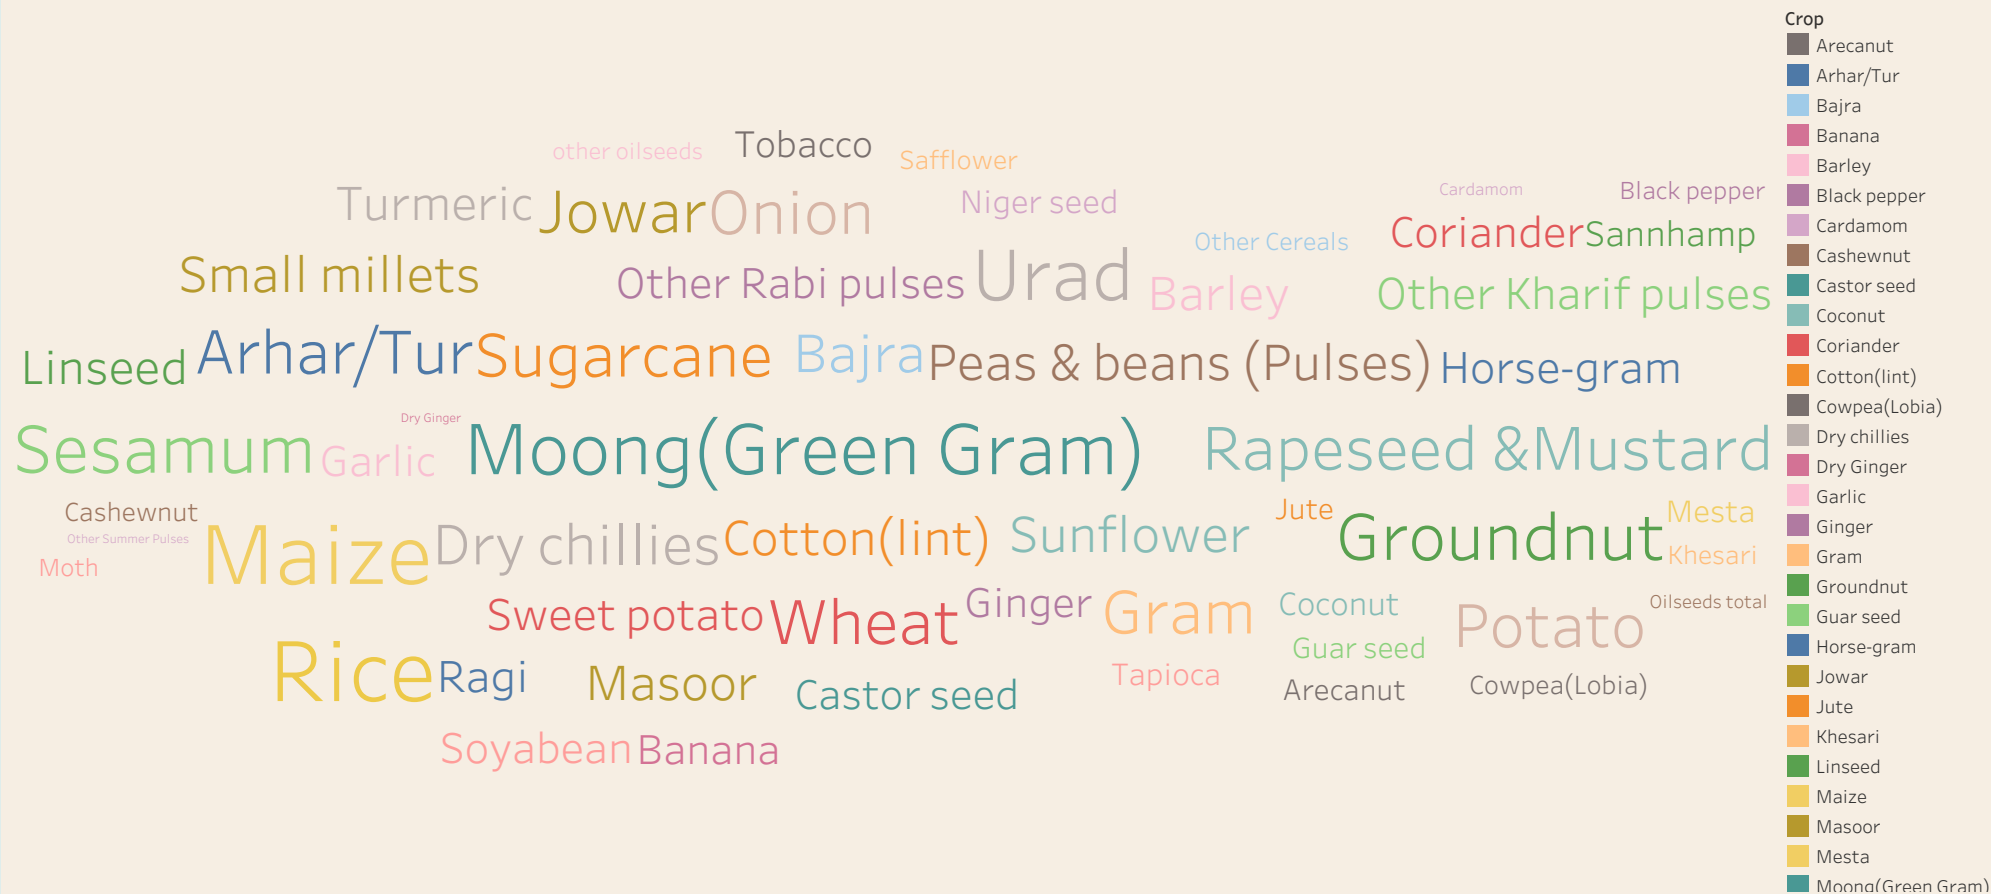 other oilseeds
Tobacco
Safflower
Turmeric
Jowar
Onion
Niger seed
Cardamom
Black pepper
Other Cereals
Coriander
Sannhamp
Small millets
Other Rabi pulses
Urad
Barley
Other Kharif pulses
Linseed
Arhar/Tur
Sugarcane
Bajra
Peas & beans (Pulses)
Horse-gram
Dry Ginger
Sesamum
Garlic
Moong(Green Gram)
Rapeseed &Mustard
Cashewnut
Other Summer Pulses
Moth
Maize
Dry chillies
Cotton(lint)
Sunflower
Jute
Groundnut
Mesta
Khesari
Sweet potato
Wheat
Ginger
Gram
Coconut
Guar seed
Potato
Oilseeds total
Rice
Ragi
Masoor
Castor seed
Tapioca
Arecanut
Cowpea(Lobia)
Soyabean
Banana
Crop
Arecanut
Arhar/Tur
Bajra
Banana
Barley
Black pepper
Cardamom
Cashewnut
Castor seed
Coconut
Coriander
Cotton(lint)
Cowpea(Lobia)
Dry chillies
Dry Ginger
Garlic
Ginger
Gram
Groundnut
Guar seed
Horse-gram
Jowar
Jute
Khesari
Linseed
Maize
Masoor
Mesta
Moong(Green Gram)